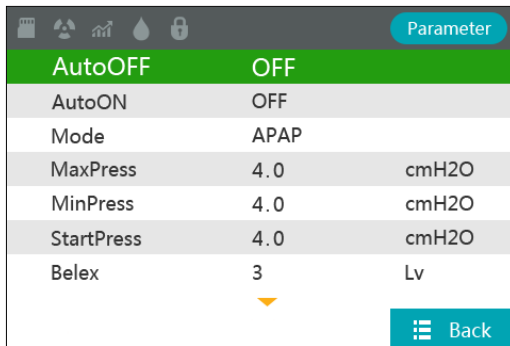 Parameter
AutoOFF OFF
AutoON OFF
Mode APAP
MaxPress 4.0 cmH2O
MinPress 4.0 cmH2O
StartPress 4.0 cmH2O
Belex 3 Lv
Back